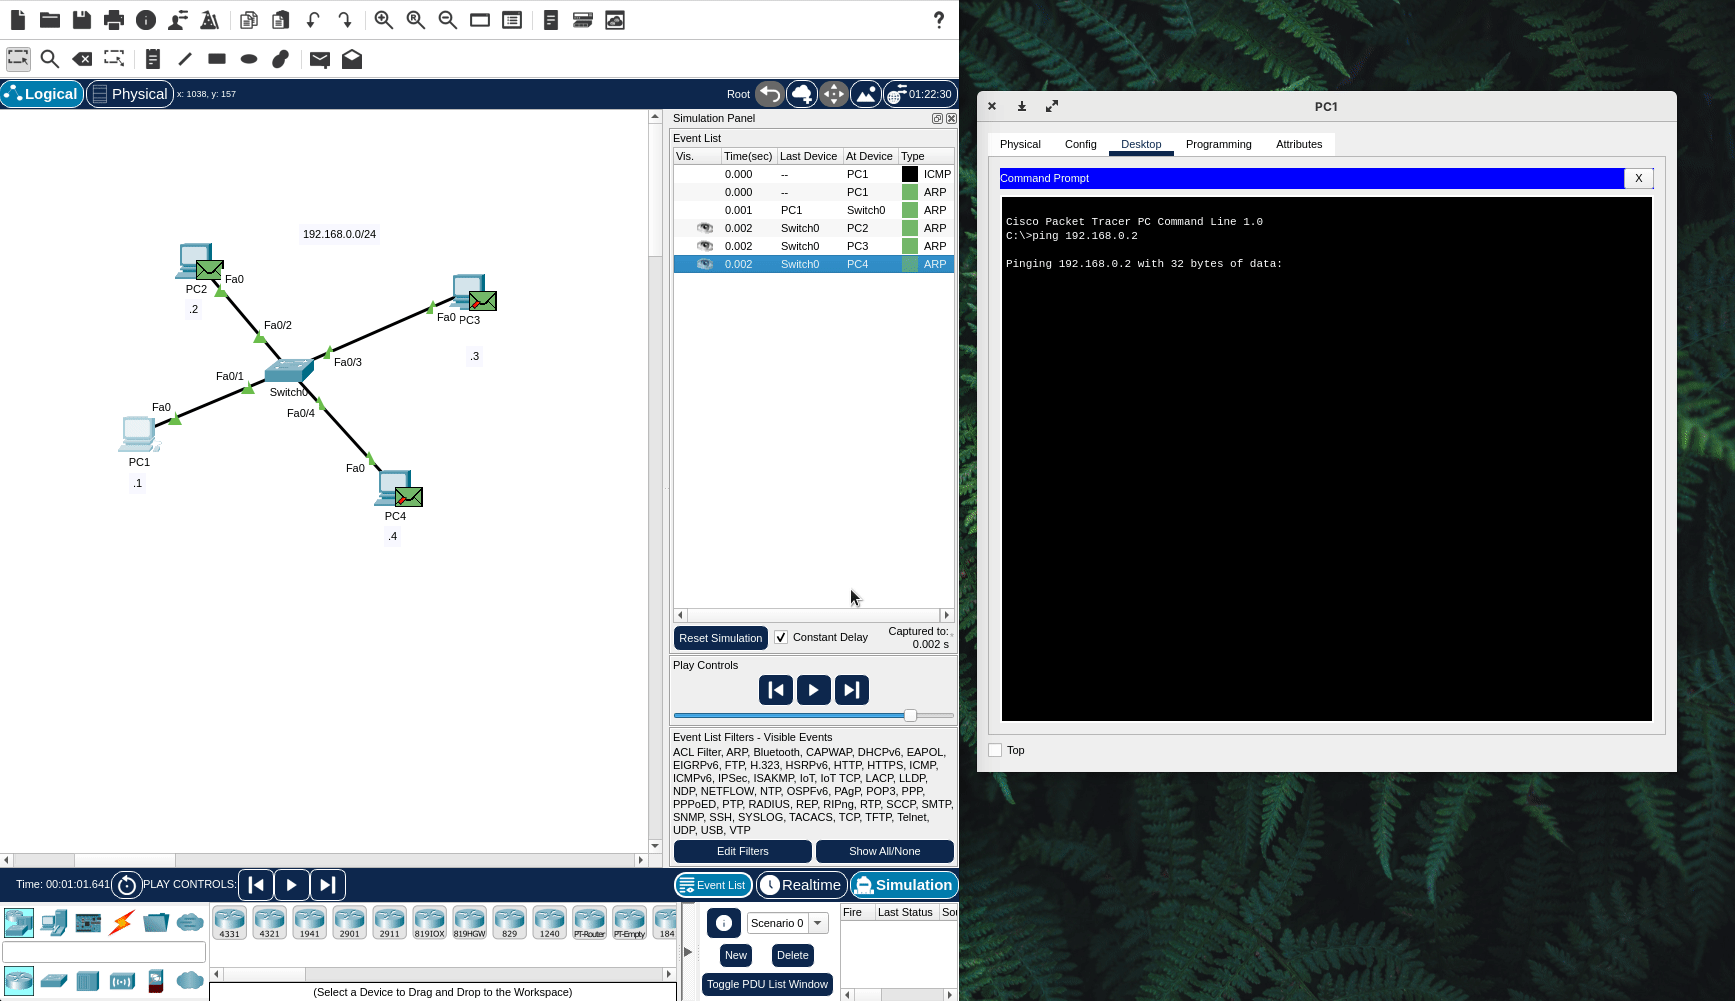 ?
Logical
Physical
x: 1038, y: 157
Root
01:22:30
Simulation Panel
Event List
Vis. Time(sec) Last Device At Device Type
0.000 -- PC1 ICMP
0.000 -- PC1 ARP
0.001 PC1 Switch0 ARP
0.002 Switch0 PC2 ARP
0.002 Switch0 PC3 ARP
0.002 Switch0 PC4 ARP
192.168.0.0/24
Fa0
PC2
.2
Fa0/2
Fa0 PC3
.3
Fa0/3
Fa0/1
Switch0
Fa0/4
Fa0
PC1
.1
Fa0
PC4
.4
Reset Simulation
Constant Delay
Captured to:
0.002 s
Play Controls
Event List Filters - Visible Events
ACL Filter, ARP, Bluetooth, CAPWAP, DHCPv6, EAPOL,
EIGRPv6, FTP, H.323, HSRPv6, HTTP, HTTPS, ICMP,
ICMPv6, IPSec, ISAKMP, IoT, IoT TCP, LACP, LLDP,
NDP, NETFLOW, NTP, OSPFv6, PAgP, POP3, PPP,
PPPoED, PTP, RADIUS, REP, RIPng, RTP, SCCP, SMTP,
SNMP, SSH, SYSLOG, TACACS, TCP, TFTP, Telnet,
UDP, USB, VTP
Edit Filters
Show All/None
Time: 00:01:01.641
PLAY CONTROLS:
Event List
Realtime
Simulation
4331 4321 1941 2901 2911 819IOX 819HGW 829 1240 PT-Router PT-Empty 184
(Select a Device to Drag and Drop to the Workspace)
Scenario 0
New
Delete
Toggle PDU List Window
Fire Last Status Sou
PC1
Physical Config Desktop Programming Attributes
Command Prompt
X
Cisco Packet Tracer PC Command Line 1.0
C:\>ping 192.168.0.2
Pinging 192.168.0.2 with 32 bytes of data:
Top